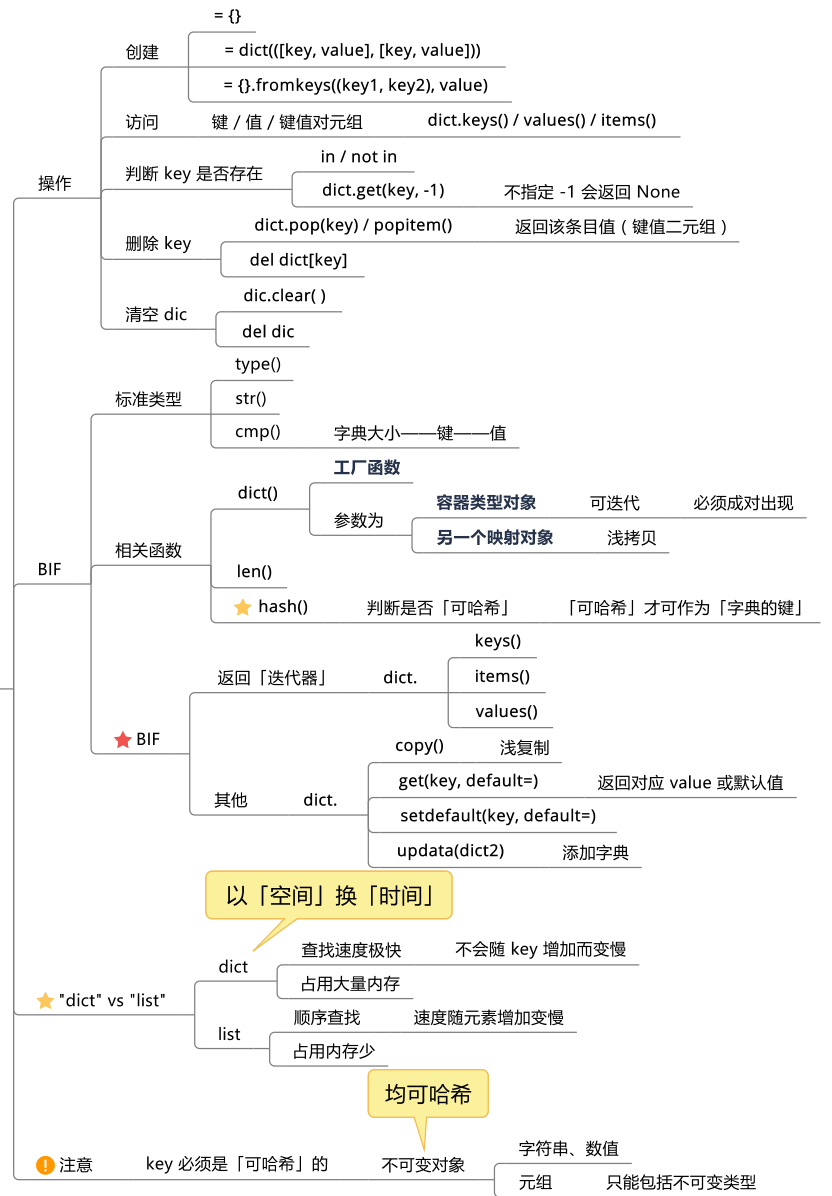 = {}
创建
= dict(([key, value], [key, value]))
= {}.fromkeys((key1, key2), value)
访问 键 / 值 / 键值对元组 dict.keys() / values() / items()
操作
判断 key 是否存在
in / not in
dict.get(key, -1) 不指定 -1 会返回 None
删除 key
dict.pop(key) / popitem() 返回该条目值（键值二元组）
del dict[key]
清空 dic
dic.clear( )
del dic
BIF
标准类型
type()
str()
cmp() 字典大小——键——值
相关函数
dict()
工厂函数
参数为
容器类型对象 可迭代 必须成对出现
另一个映射对象 浅拷贝
len()
hash() 判断是否「可哈希」 「可哈希」才可作为「字典的键」
BIF
返回「迭代器」 dict.
keys()
items()
values()
其他 dict.
copy() 浅复制
get(key, default=) 返回对应 value 或默认值
setdefault(key, default=)
updata(dict2) 添加字典
以「空间」换「时间」
"dict" vs "list"
dict
查找速度极快 不会随 key 增加而变慢
占用大量内存
list
顺序查找 速度随元素增加变慢
占用内存少
均可哈希
注意 key 必须是「可哈希」的 不可变对象
字符串、数值
元组 只能包括不可变类型